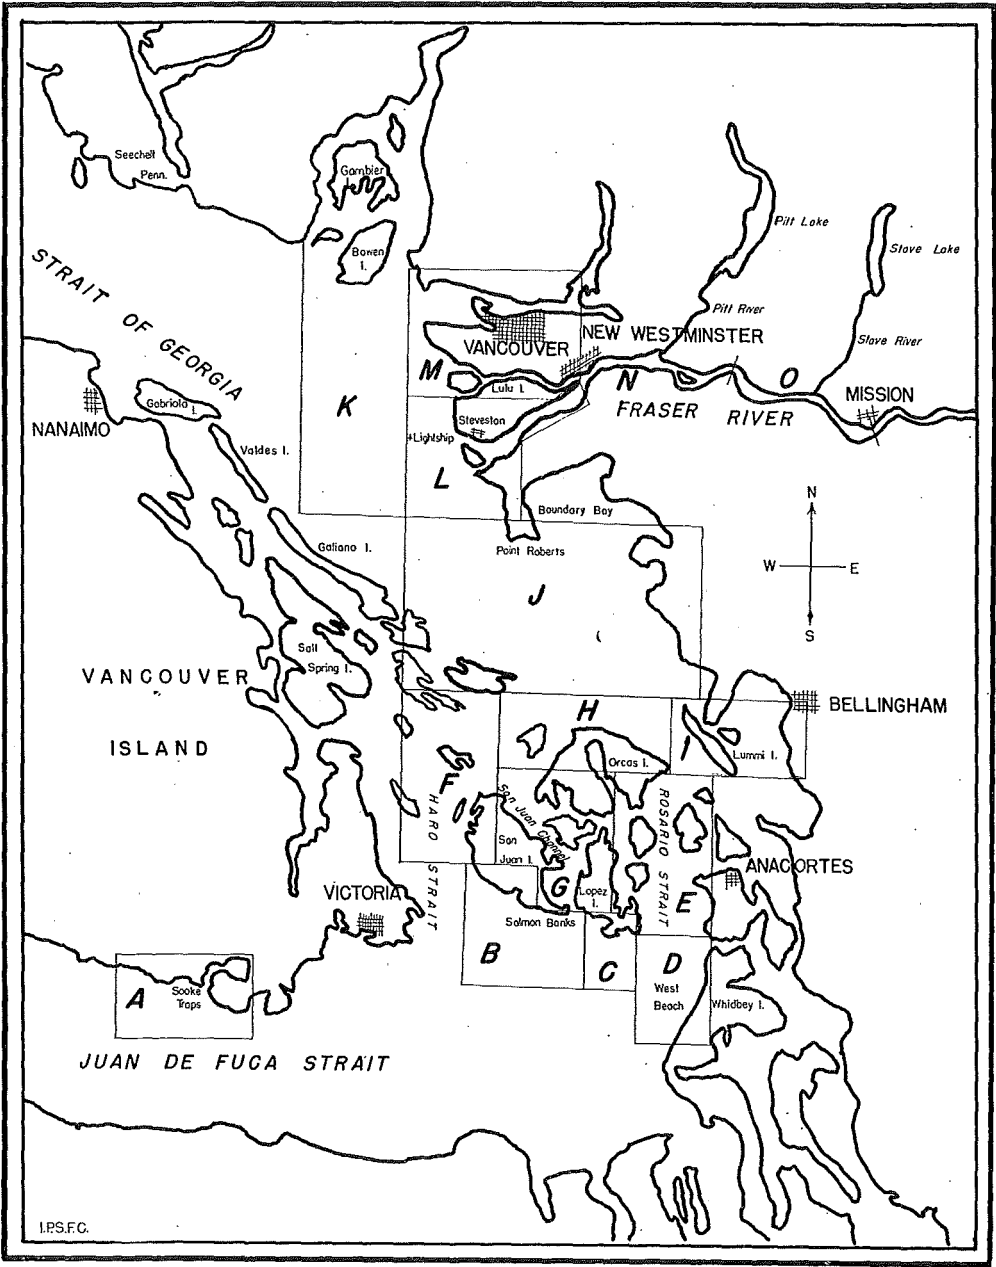 Seechelt
Penn.
Gambier
I.
Bowen
I.
Pitt Lake
Stave Lake
STRAIT OF GEORGIA
Pitt River
Stave River
NEW WESTMINSTER
VANCOUVER
M
N
O
Lulu I.
MISSION
FRASER RIVER
K
Gabriola I.
NANAIMO
Steveston
+Lightship
Valdes I.
L
Boundary Bay
N
W
E
S
Galiano I.
Point Roberts
J
Salt
Spring I.
VANCOUVER
ISLAND
BELLINGHAM
H
I
Lummi I.
Orcas I.
F
HARO STRAIT
San Juan Channel
ROSARIO STRAIT
San
Juan I.
ANACORTES
VICTORIA
G
Lopez
I.
E
Salmon Banks
B
C
D
West
Beach
Whidbey I.
A
Sooke
Traps
JUAN DE FUCA STRAIT
I.P.S.F.C.